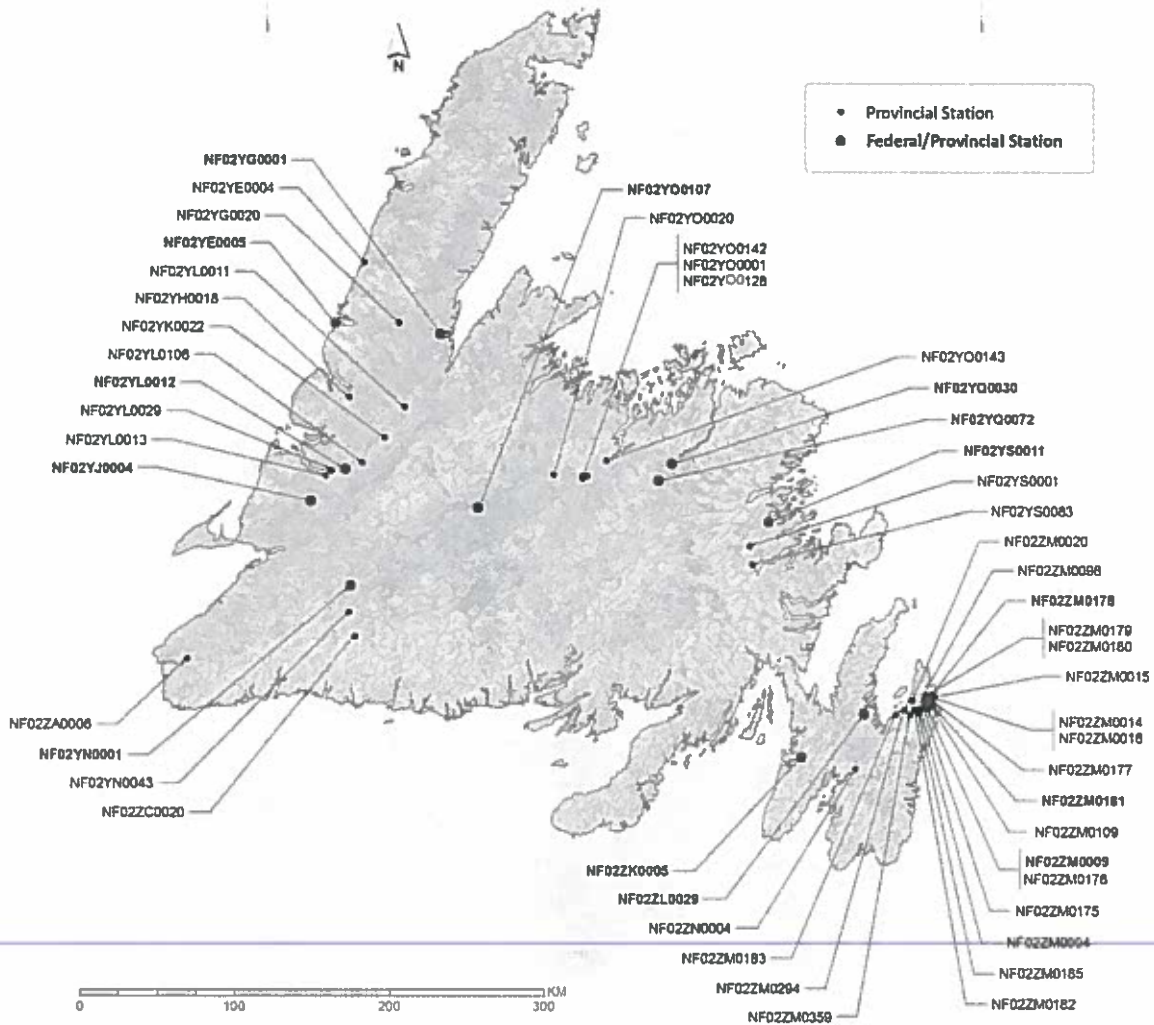 N
Provincial Station
Federal/Provincial Station
NF02YG0001
NF02YE0004
NF02YG0020
NF02YE0005
NF02YL0011
NF02YH0018
NF02YK0022
NF02YL0106
NF02YL0012
NF02YL0029
NF02YL0013
NF02YJ0004
NF02YO0107
NF02YO0020
NF02YO0142
NF02YO0001
NF02YO0128
NF02YO0143
NF02YQ0030
NF02YQ0072
NF02YS0011
NF02YS0001
NF02YS0083
NF02ZM0020
NF02ZM0098
NF02ZM0178
NF02ZM0179
NF02ZM0180
NF02ZM0015
NF02ZM0014
NF02ZM0016
NF02ZM0177
NF02ZM0181
NF02ZM0109
NF02ZM0009
NF02ZM0176
NF02ZM0175
NF02ZM0004
NF02ZM0185
NF02ZM0182
NF02ZA0006
NF02YN0001
NF02YN0043
NF02ZC0020
NF02ZK0005
NF02ZL0029
NF02ZN0004
NF02ZM0183
NF02ZM0294
NF02ZM0359
KM
0 100 200 300